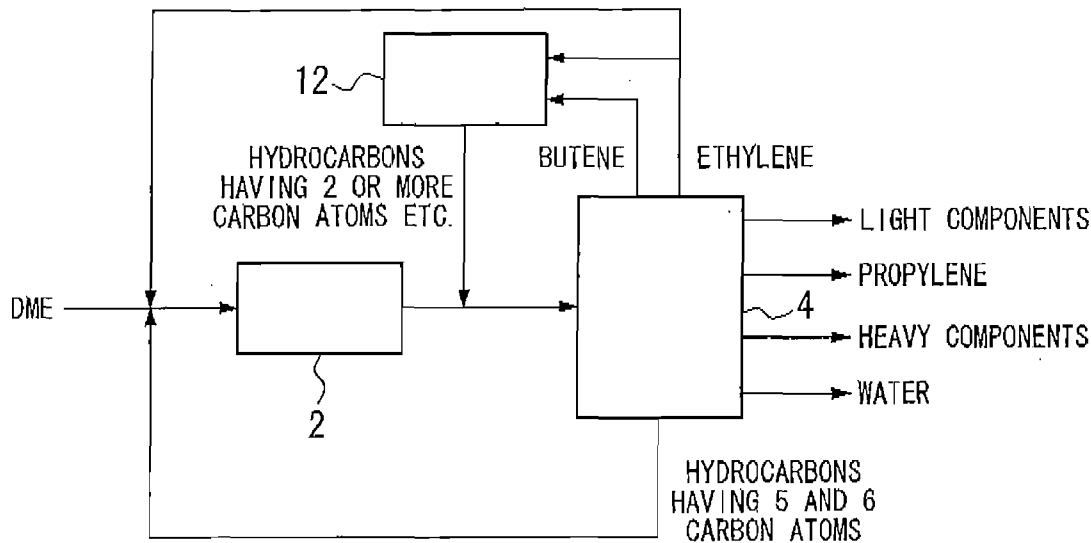 12
HYDROCARBONS
HAVING 2 OR MORE
CARBON ATOMS ETC.
BUTENE
ETHYLENE
LIGHT COMPONENTS
PROPYLENE
DME
4
HEAVY COMPONENTS
WATER
2
HYDROCARBONS
HAVING 5 AND 6
CARBON ATOMS